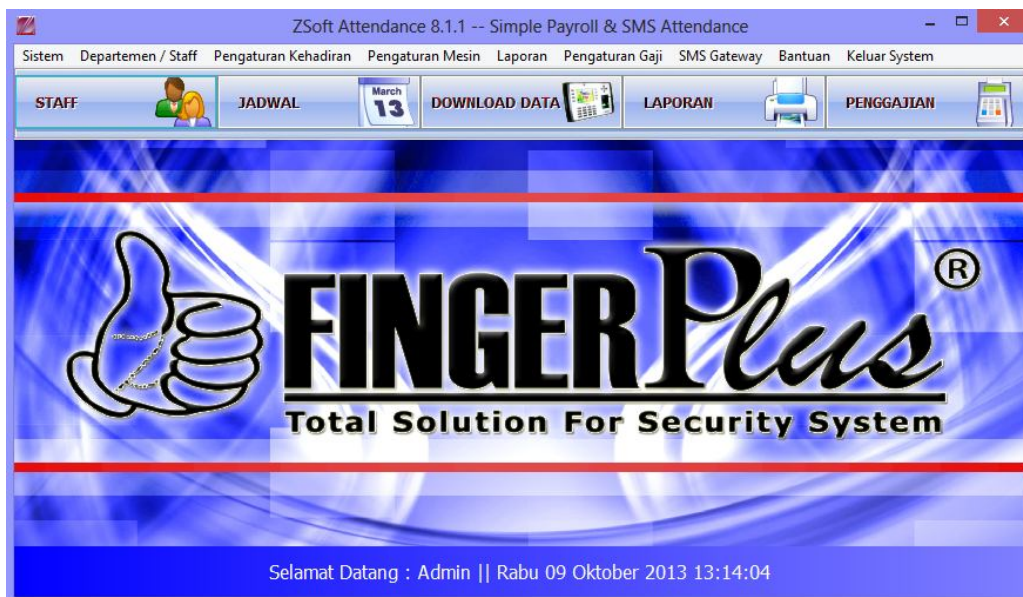 ZSoft Attendance 8.1.1 -- Simple Payroll & SMS Attendance
Sistem Departemen / Staff Pengaturan Kehadiran Pengaturan Mesin Laporan Pengaturan Gaji SMS Gateway Bantuan Keluar System
STAFF JADWAL March 13 DOWNLOAD DATA LAPORAN PENGGAJIAN
FINGER Plus ®
Total Solution For Security System
Selamat Datang : Admin || Rabu 09 Oktober 2013 13:14:04